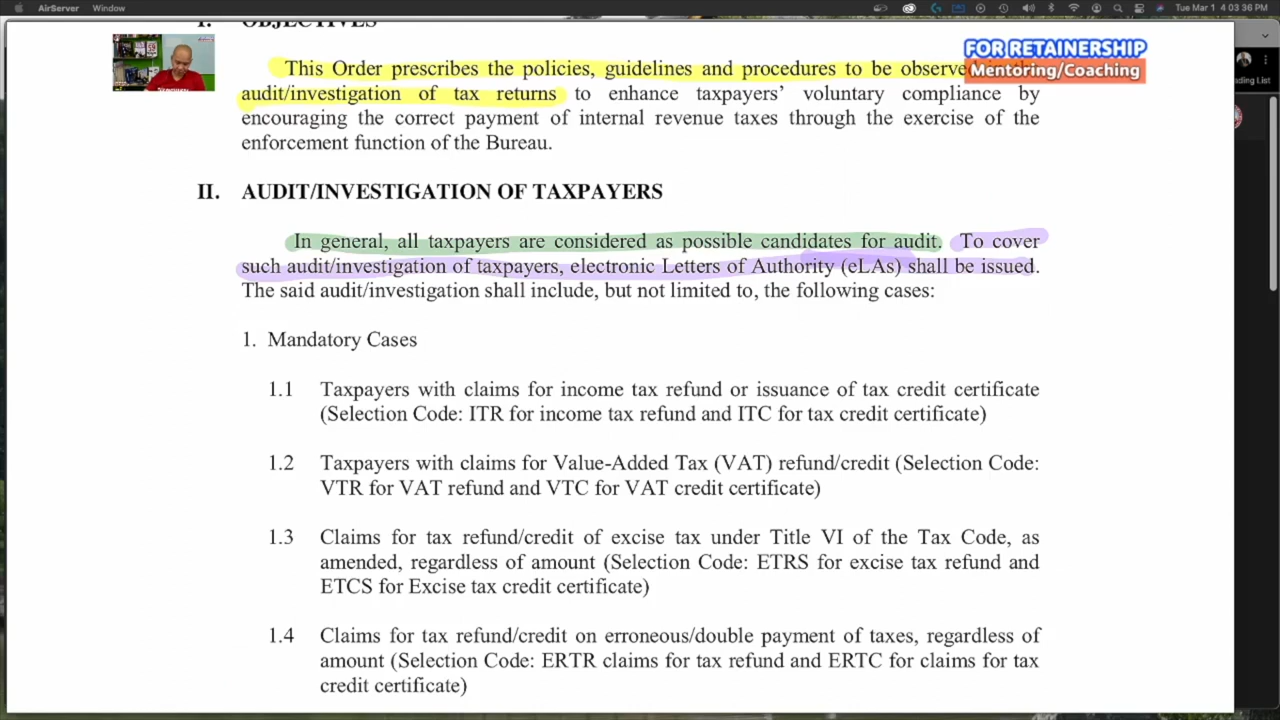 AirServer Window
Tue Mar 1 4 03:36 PM
I. OBJECTIVES
FOR RETAINERSHIP
Mentoring/Coaching
This Order prescribes the policies, guidelines and procedures to be
audit/investigation of tax returns to enhance taxpayers' voluntary compliance by
encouraging the correct payment of internal revenue taxes through the exercise of the
enforcement function of the Bureau.
II. AUDIT/INVESTIGATION OF TAXPAYERS
In general, all taxpayers are considered as possible candidates for audit. To cover
such audit/investigation of taxpayers, electronic Letters of Authority (eLAs) shall be issued.
The said audit/investigation shall include, but not limited to, the following cases:
1. Mandatory Cases
1.1 Taxpayers with claims for income tax refund or issuance of tax credit certificate
(Selection Code: ITR for income tax refund and ITC for tax credit certificate)
1.2 Taxpayers with claims for Value-Added Tax (VAT) refund/credit (Selection Code:
VTR for VAT refund and VTC for VAT credit certificate)
1.3 Claims for tax refund/credit of excise tax under Title VI of the Tax Code, as
amended, regardless of amount (Selection Code: ETRS for excise tax refund and
ETCS for Excise tax credit certificate)
1.4 Claims for tax refund/credit on erroneous/double payment of taxes, regardless of
amount (Selection Code: ERTR claims for tax refund and ERTC for claims for tax
credit certificate)